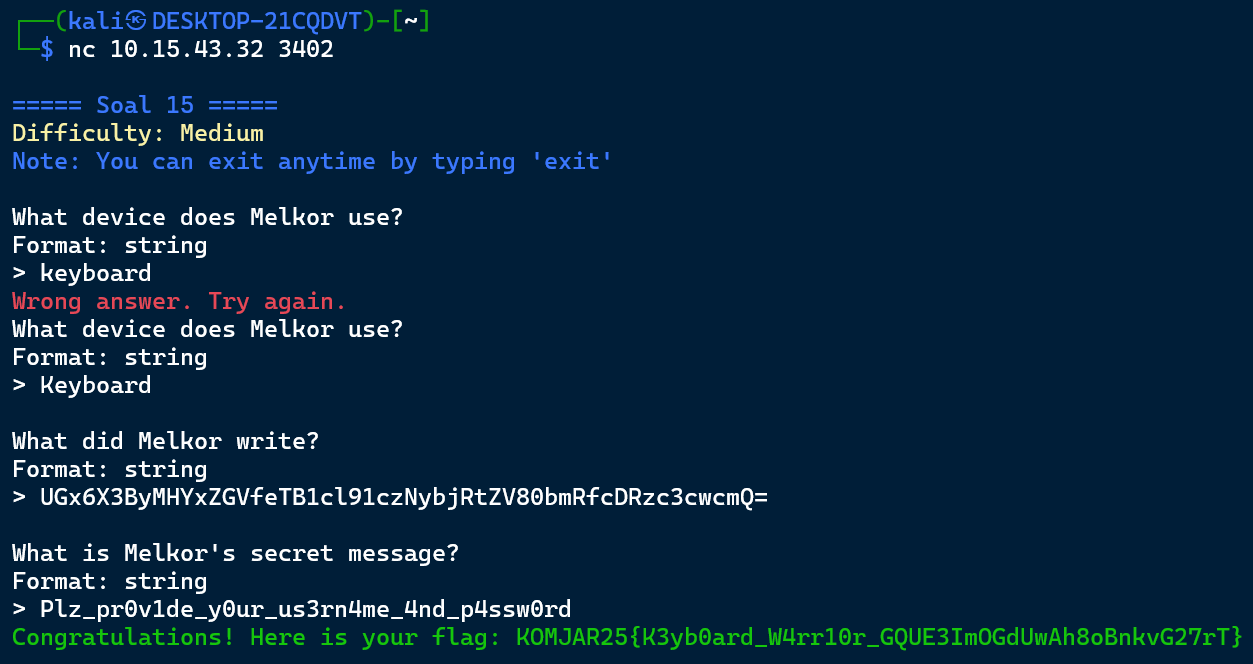 ┌──(kali㉿DESKTOP-21CQDVT)-[~]
└─$ nc 10.15.43.32 3402
===== Soal 15 =====
Difficulty: Medium
Note: You can exit anytime by typing 'exit'
What device does Melkor use?
Format: string
> keyboard
Wrong answer. Try again.
What device does Melkor use?
Format: string
> Keyboard
What did Melkor write?
Format: string
> UGx6X3ByMHYxZGVfeTB1cl91czNybjRtZV80bmRfcDRzc3cwcmQ=
What is Melkor's secret message?
Format: string
> Plz_pr0v1de_y0ur_us3rn4me_4nd_p4ssw0rd
Congratulations! Here is your flag: KOMJAR25{K3yb0ard_W4rr10r_GQUE3ImOGdUwAh8oBnkvG27rT}